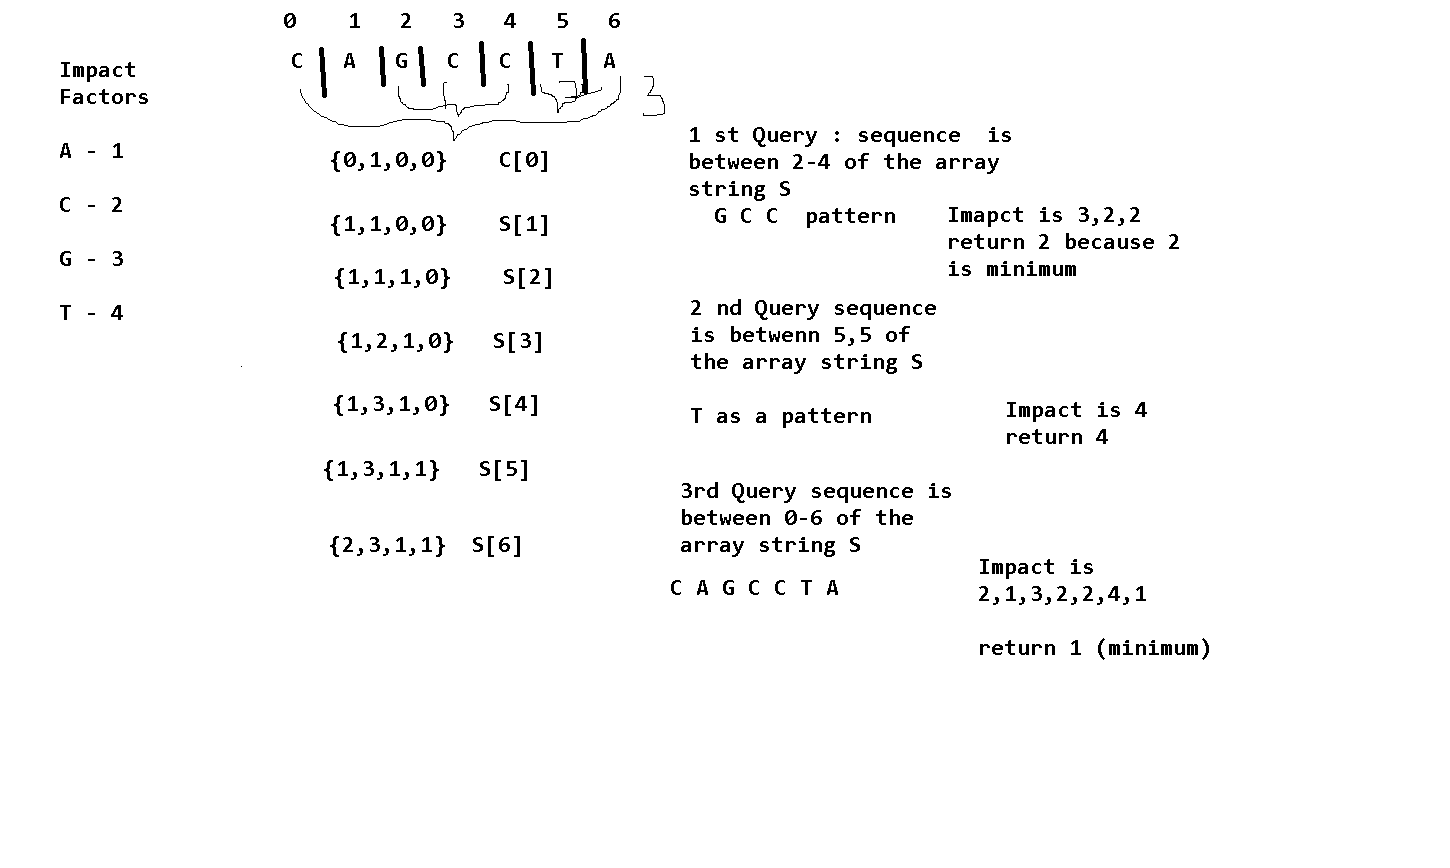 0 1 2 3 4 5 6
C A G C C T A
Impact
Factors
A - 1
C - 2
G - 3
T - 4
3
{0,1,0,0} C[0]
{1,1,0,0} S[1]
{1,1,1,0} S[2]
{1,2,1,0} S[3]
{1,3,1,0} S[4]
{1,3,1,1} S[5]
{2,3,1,1} S[6]
1 st Query : sequence is
between 2-4 of the array
string S
G C C pattern
Imapct is 3,2,2
return 2 because 2
is minimum
2 nd Query sequence
is betwenn 5,5 of
the array string S
T as a pattern
Impact is 4
return 4
3rd Query sequence is
between 0-6 of the
array string S
C A G C C T A
Impact is
2,1,3,2,2,4,1
return 1 (minimum)